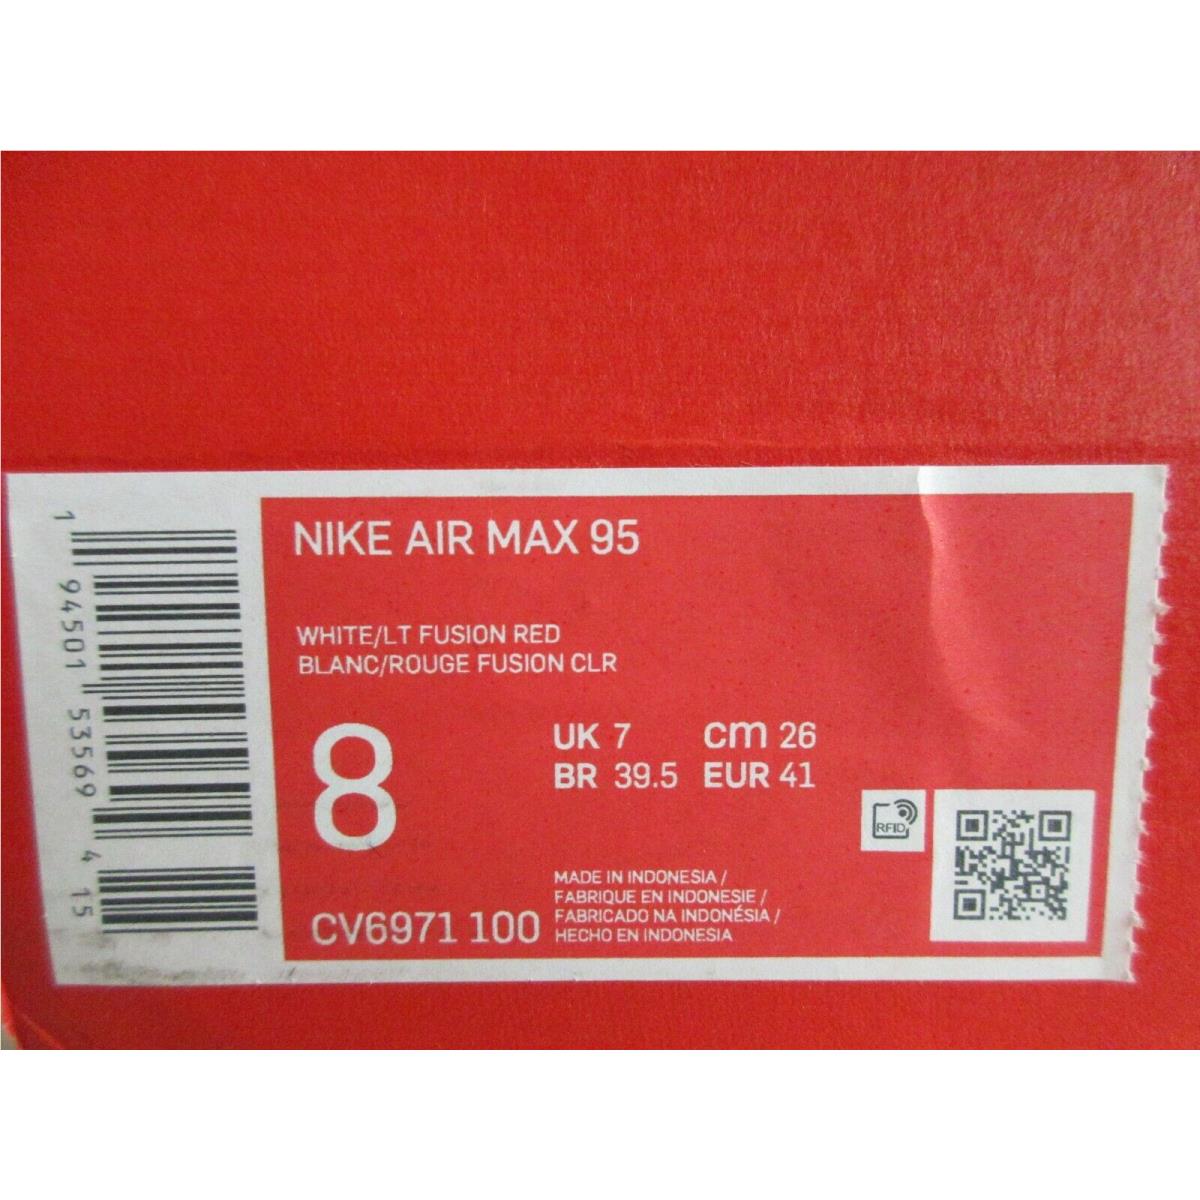 NIKE AIR MAX 95
WHITE/LT FUSION RED
BLANC/ROUGE FUSION CLR
8
UK 7 cm 26
BR 39.5 EUR 41
RFID
CV6971 100
MADE IN INDONESIA /
FABRIQUE EN INDONESIE /
FABRICADO NA INDONÉSIA /
HECHO EN INDONESIA
1 94501 53569 4 15